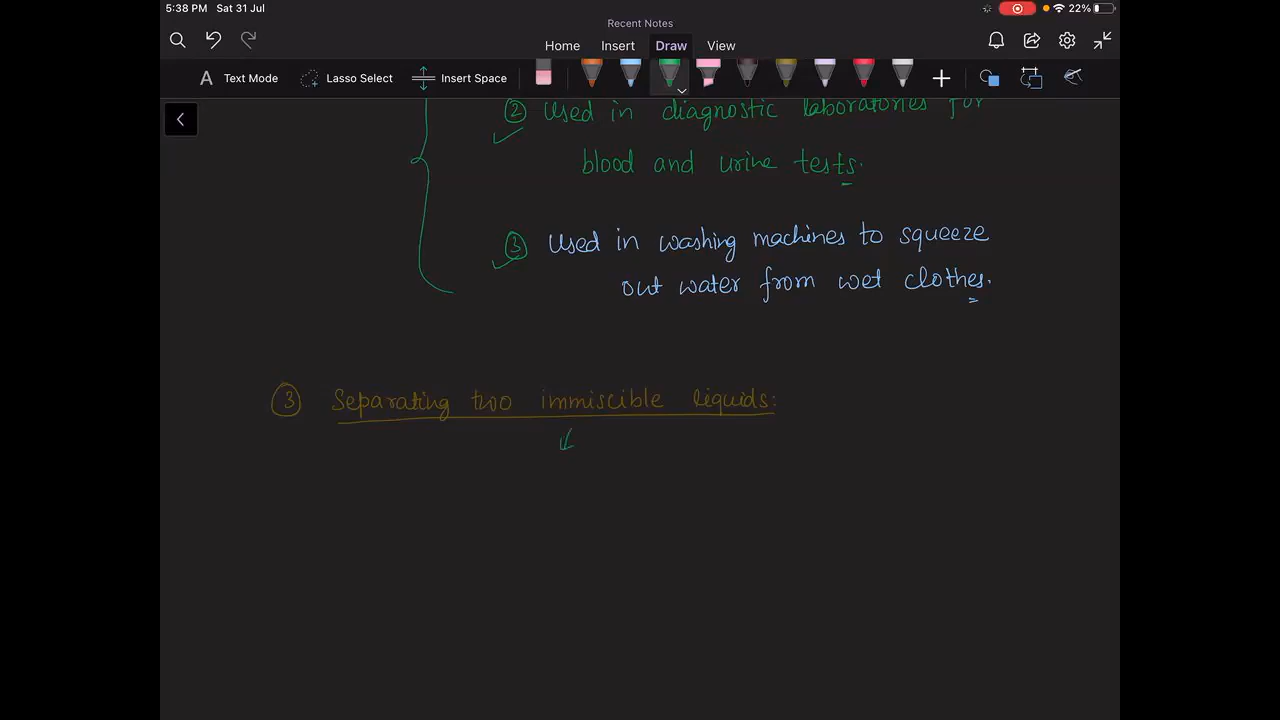 5:38 PM Sat 31 Jul
22%
Recent Notes
Home Insert Draw View
A Text Mode Lasso Select Insert Space
② Used in diagnostic laboratories for
blood and urine tests.
③ Used in washing machines to squeeze
out water from wet clothes.
③ Separating two immiscible liquids: